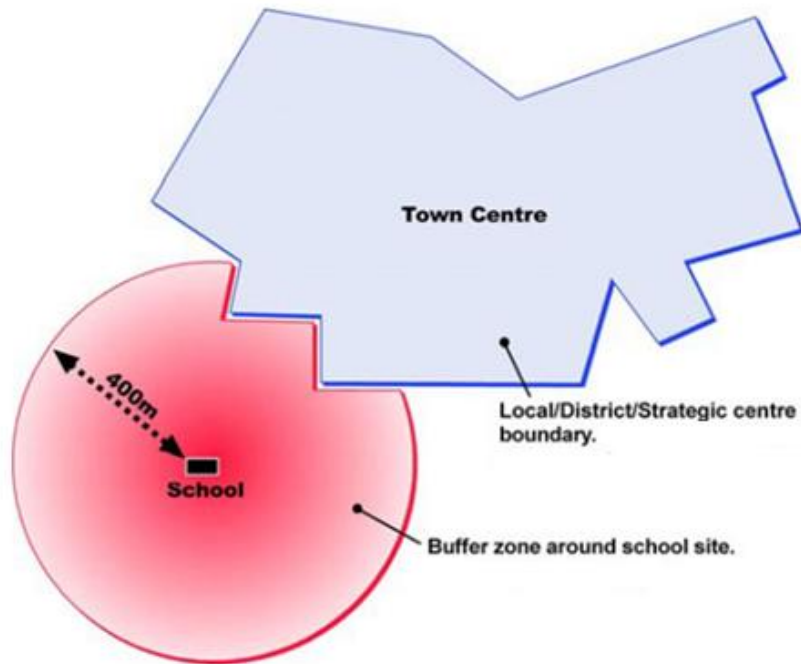 Town Centre
400m
School
Local/District/Strategic centre
boundary.
Buffer zone around school site.